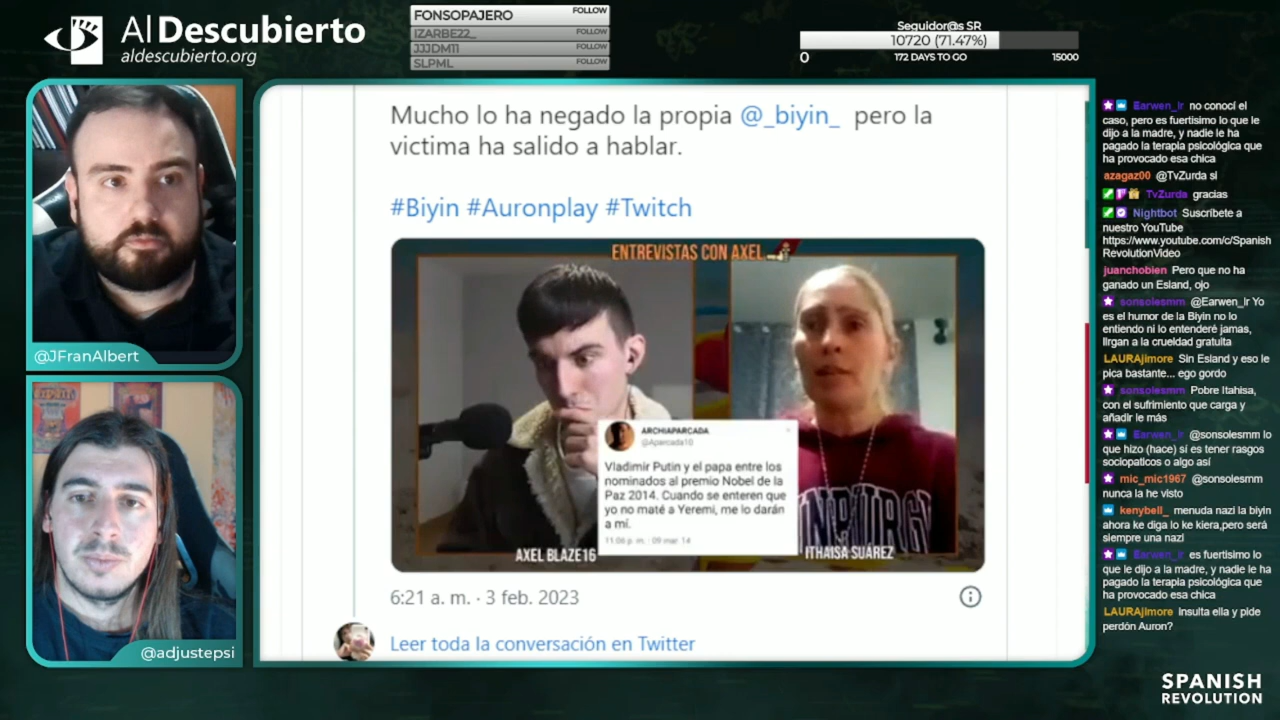 Al Descubierto
aldescubierto.org
FONSOPAJERO FOLLOW
IZARBE22_ FOLLOW
JJJDM11 FOLLOW
SLPML FOLLOW
Seguidor@s SR
10720 (71.47%)
0 172 DAYS TO GO 15000
@JFranAlbert
@adjustepsi
Mucho lo ha negado la propia @_biyin_ pero la
victima ha salido a hablar.
#Biyin #Auronplay #Twitch
ENTREVISTAS CON AXEL
ARCHIAPARCADA
@Aparcada10
Vladimir Putin y el papa entre los
nominados al premio Nobel de la
Paz 2014. Cuando se enteren que
yo no maté a Yeremi, me lo darán
a mí.
11:06 p. m. · 09 mar. 14
AXEL BLAZE16
ITHAISA SUÁREZ
6:21 a. m. · 3 feb. 2023
Leer toda la conversación en Twitter
Earwen_Ir no conocí el
caso, pero es fuertisimo lo que le
dijo a la madre, y nadie le ha
pagado la terapia psicológica que
ha provocado esa chica
azagaz00 @TvZurda si
TvZurda gracias
Nightbot Suscríbete a
nuestro YouTube
https://www.youtube.com/c/Spanish
RevolutionVideo
juanchobien Pero que no ha
ganado un Esland, ojo
sonsolesmm @Earwen_Ir Yo
es el humor de la Biyin no lo
entiendo ni lo entenderé jamas,
llrgan a la crueldad gratuita
LAURAjimore Sin Esland y eso le
pica bastante... ego gordo
sonsolesmm Pobre Itahisa,
con el sufrimiento que carga y
añadir le más
Earwen_Ir @sonsolesmm lo
que hizo (hace) sí es tener rasgos
sociopaticos o algo así
mic_mic1967 @sonsolesmm
nunca la he visto
kenybell_ menuda nazi la biyin
ahora ke diga lo ke kiera,pero será
siempre una nazi
Earwen_Ir es fuertisimo lo
que le dijo a la madre, y nadie le ha
pagado la terapia psicológica que
ha provocado esa chica
LAURAjimore Insulta ella y pide
perdón Auron?
SPANISH
REVOLUTION